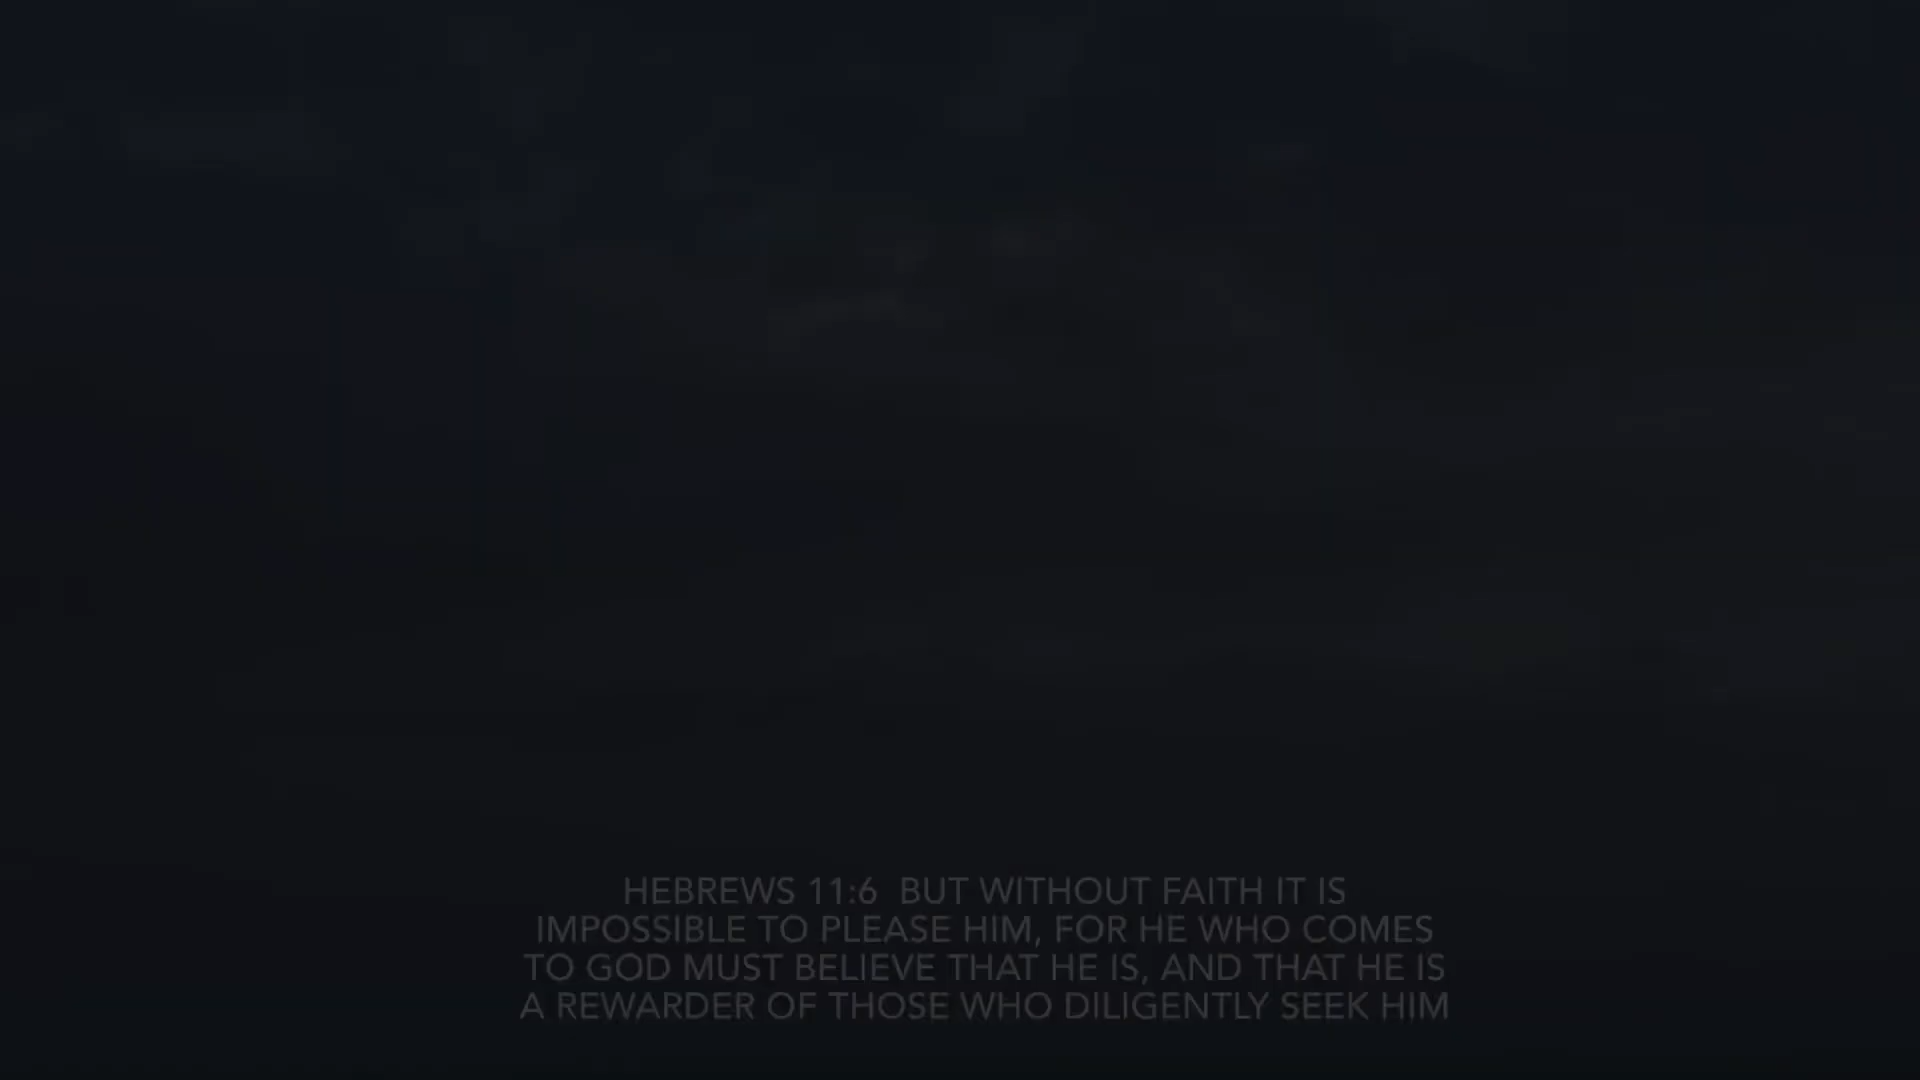 HEBREWS 11:6  BUT WITHOUT FAITH IT IS
IMPOSSIBLE TO PLEASE HIM, FOR HE WHO COMES
TO GOD MUST BELIEVE THAT HE IS, AND THAT HE IS
A REWARDER OF THOSE WHO DILIGENTLY SEEK HIM